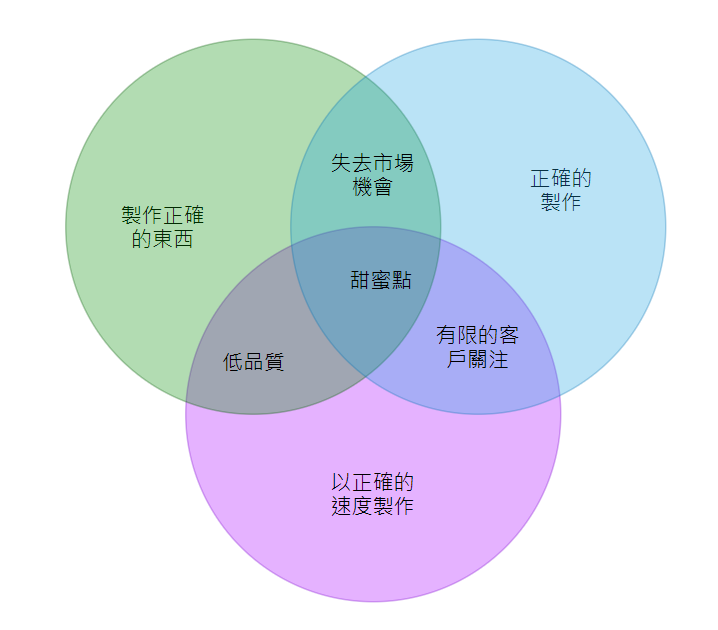 失去市場
機會
正確的
製作
製作正確
的東西
甜蜜點
有限的客
戶關注
低品質
以正確的
速度製作